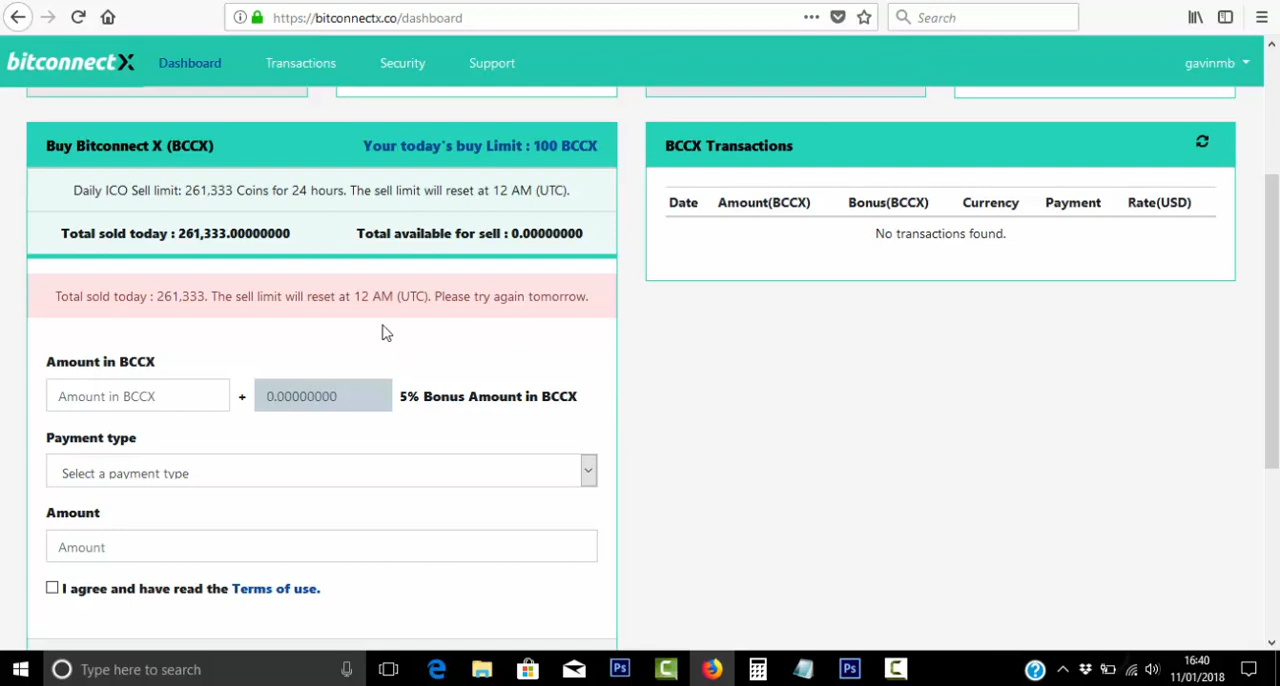 https://bitconnectx.co/dashboard
Search
bitconnectX
Dashboard
Transactions
Security
Support
gavinmb
Buy Bitconnect X (BCCX)
Your today's buy Limit : 100 BCCX
Daily ICO Sell limit: 261,333 Coins for 24 hours. The sell limit will reset at 12 AM (UTC).
Total sold today : 261,333.00000000
Total available for sell : 0.00000000
Total sold today : 261,333. The sell limit will reset at 12 AM (UTC). Please try again tomorrow.
Amount in BCCX
Amount in BCCX
+
0.00000000
5% Bonus Amount in BCCX
Payment type
Select a payment type
Amount
Amount
I agree and have read the Terms of use.
BCCX Transactions
Date Amount(BCCX) Bonus(BCCX) Currency Payment Rate(USD)
No transactions found.
Type here to search
Ps
Ps
16:40
11/01/2018